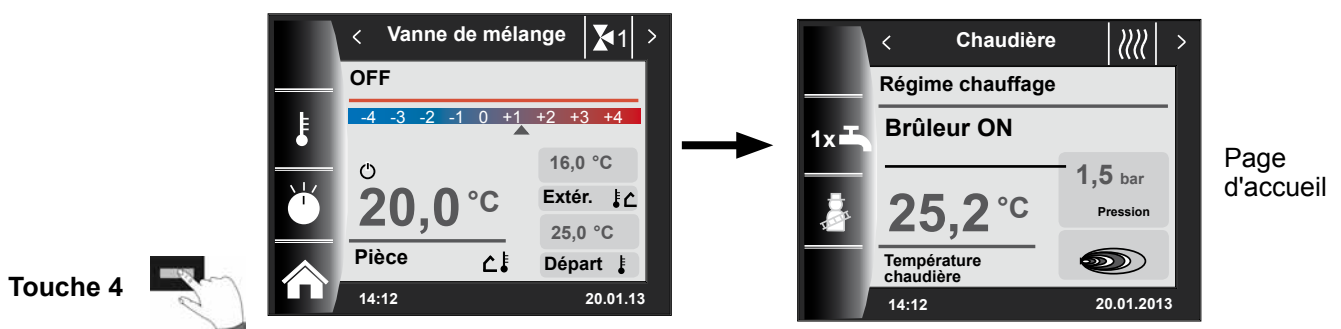 Touche 4
< Vanne de mélange 1 >
OFF
-4 -3 -2 -1 0 +1 +2 +3 +4
16,0 °C
20,0 °C
Extér.
25,0 °C
Pièce
Départ
14:12 20.01.13
< Chaudière >
Régime chauffage
1x
Brûleur ON
1,5 bar
25,2 °C
Pression
Température
chaudière
14:12 20.01.2013
Page
d'accueil